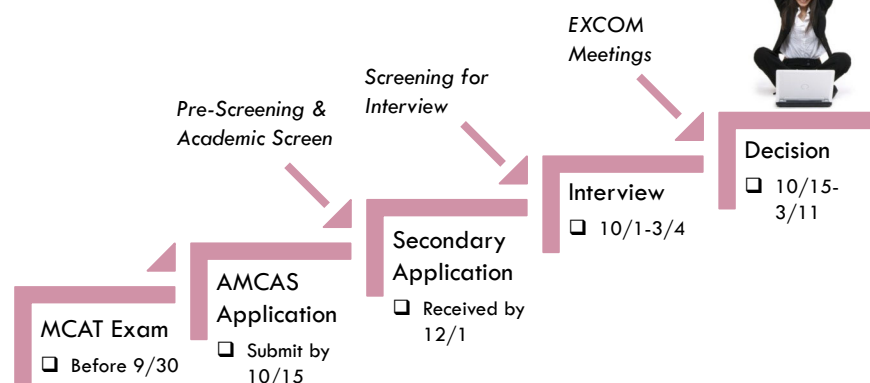 EXCOM
Meetings
Screening for
Interview
Pre-Screening &
Academic Screen
MCAT Exam
❑ Before 9/30
AMCAS
Application
❑ Submit by
10/15
Secondary
Application
❑ Received by
12/1
Interview
❑ 10/1-3/4
Decision
❑ 10/15-
3/11